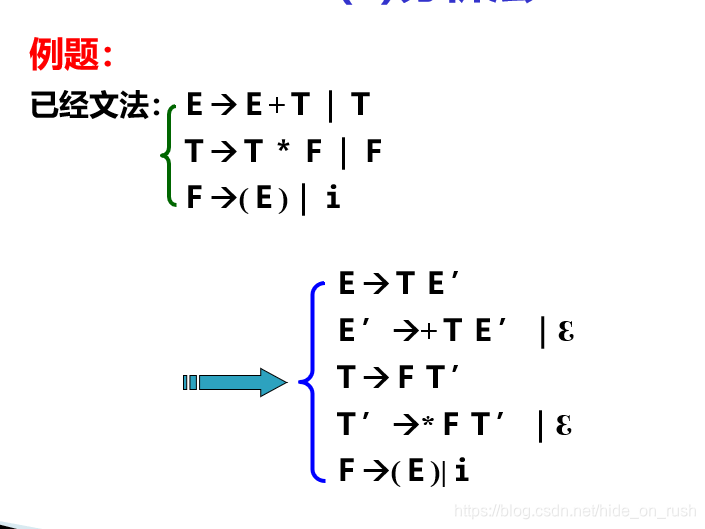 例题：
已经文法： E → E + T | T
T → T * F | F
F → ( E ) | i
E → T E′
E′ → + T E′ | ε
T → F T′
T′ → * F T′ | ε
F → ( E ) | i
https://blog.csdn.net/hide_on_rush